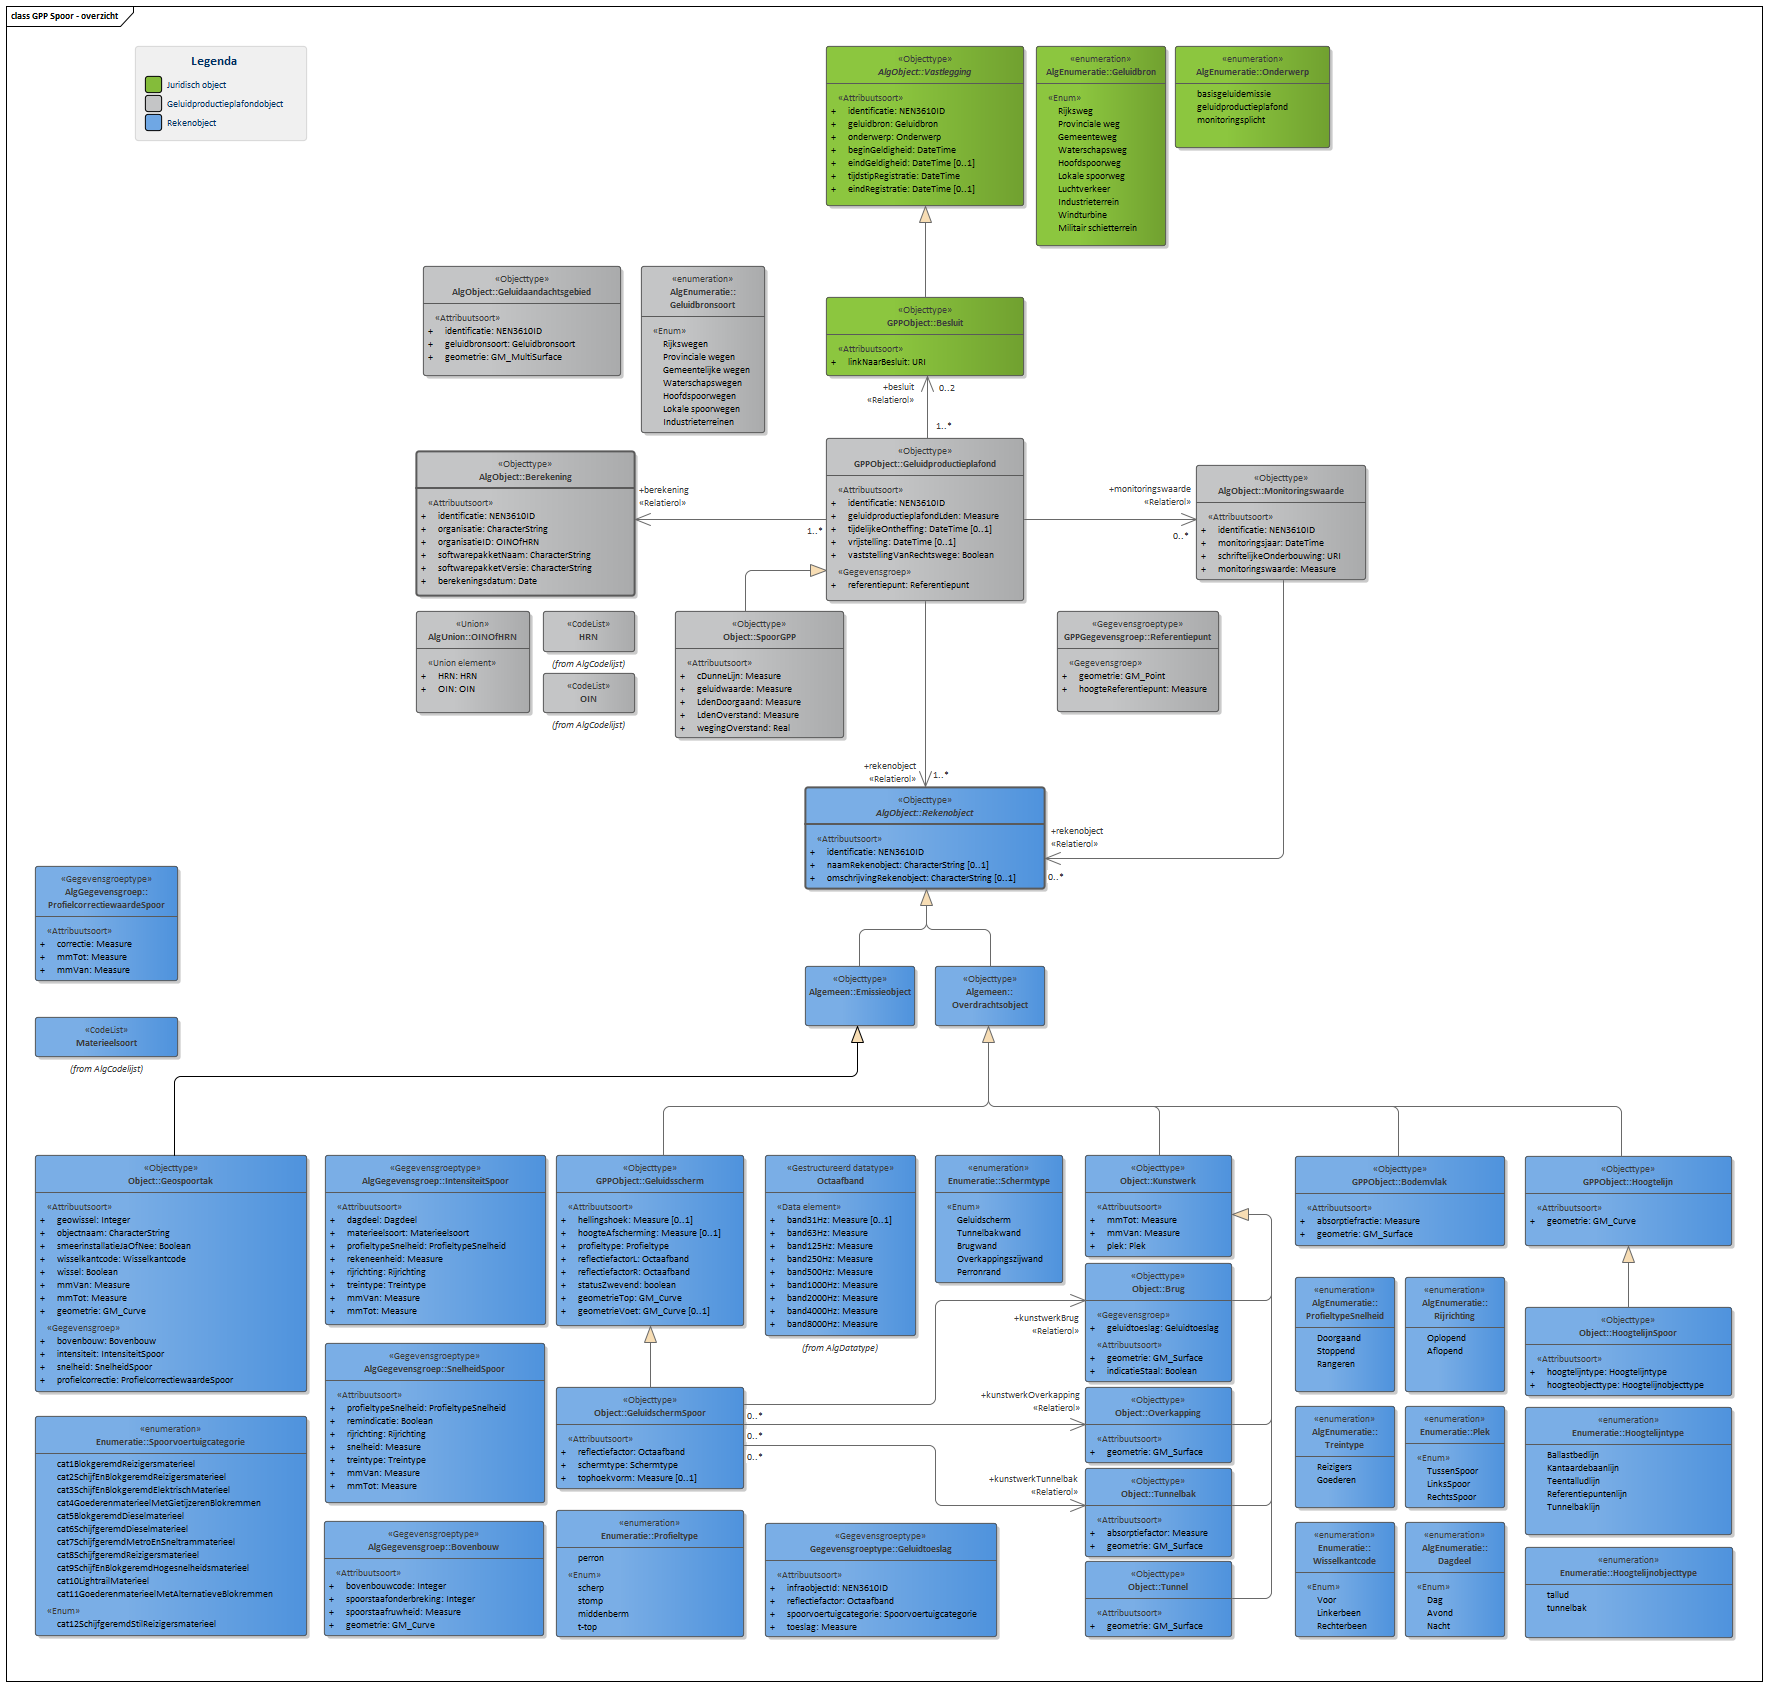 class GPP Spoor - overzicht
Legenda
Juridisch object
Geluidproductieplafondobject
Rekenobject
«Objecttype»
AlgObject::Vastlegging
«Attribuutsoort»
+ identificatie: NEN3610ID
+ geluidbron: Geluidbron
+ onderwerp: Onderwerp
+ beginGeldigheid: DateTime
+ eindGeldigheid: DateTime [0..1]
+ tijdstipRegistratie: DateTime
+ eindRegistratie: DateTime [0..1]
«enumeration»
AlgEnumeratie::Geluidbron
«Enum»
Rijksweg
Provinciale weg
Gemeenteweg
Waterschapsweg
Hoofdspoorweg
Lokale spoorweg
Luchtverkeer
Industrieterrein
Windturbine
Militair schietterrein
«enumeration»
AlgEnumeratie::Onderwerp
basisgeluidemissie
geluidproductieplafond
monitoringsplicht
«Objecttype»
AlgObject::Geluidaandachtsgebied
«Attribuutsoort»
+ identificatie: NEN3610ID
+ geluidbronsoort: Geluidbronsoort
+ geometrie: GM_MultiSurface
«enumeration»
AlgEnumeratie::
Geluidbronsoort
«Enum»
Rijkswegen
Provinciale wegen
Gemeentelijke wegen
Waterschapswegen
Hoofdspoorwegen
Lokale spoorwegen
Industrieterreinen
«Objecttype»
GPPObject::Besluit
«Attribuutsoort»
+ linkNaarBesluit: URI
+besluit
«Relatierol»
0..2
1..*
«Objecttype»
AlgObject::Berekening
«Attribuutsoort»
+ identificatie: NEN3610ID
+ organisatie: CharacterString
+ organisatieID: OINOfHRN
+ softwarepakketNaam: CharacterString
+ softwarepakketVersie: CharacterString
+ berekeningsdatum: Date
+berekening
«Relatierol»
1..*
«Objecttype»
GPPObject::Geluidproductieplafond
«Attribuutsoort»
+ identificatie: NEN3610ID
+ geluidproductieplafondLden: Measure
+ tijdelijkeOntheffing: DateTime [0..1]
+ vrijstelling: DateTime [0..1]
+ vaststellingVanRechtswege: Boolean
«Gegevensgroep»
+ referentiepunt: Referentiepunt
+monitoringswaarde
«Relatierol»
0..*
«Objecttype»
AlgObject::Monitoringswaarde
«Attribuutsoort»
+ identificatie: NEN3610ID
+ monitoringsjaar: DateTime
+ schriftelijkeOnderbouwing: URI
+ monitoringswaarde: Measure
«Union»
AlgUnion::OINOfHRN
«Union element»
+ HRN: HRN
+ OIN: OIN
«CodeList»
HRN
(from AlgCodelijst)
«CodeList»
OIN
(from AlgCodelijst)
«Objecttype»
Object::SpoorGPP
«Attribuutsoort»
+ cDunneLijn: Measure
+ geluidwaarde: Measure
+ LdenDoorgaand: Measure
+ LdenOverstand: Measure
+ wegingOverstand: Real
«Gegevensgroeptype»
GPPGegevensgroep::Referentiepunt
«Gegevensgroep»
+ geometrie: GM_Point
+ hoogteReferentiepunt: Measure
+rekenobject
«Relatierol»
1..*
«Objecttype»
AlgObject::Rekenobject
«Attribuutsoort»
+ identificatie: NEN3610ID
+ naamRekenobject: CharacterString [0..1]
+ omschrijvingRekenobject: CharacterString [0..1]
+rekenobject
«Relatierol»
0..*
«Gegevensgroeptype»
AlgGegevensgroep::
ProfielcorrectiewaardeSpoor
«Attribuutsoort»
+ correctie: Measure
+ mmTot: Measure
+ mmVan: Measure
«CodeList»
Materieelsoort
(from AlgCodelijst)
«Objecttype»
Algemeen::Emissieobject
«Objecttype»
Algemeen::
Overdrachtsobject
«Objecttype»
Object::Geospoortak
«Attribuutsoort»
+ geowissel: Integer
+ objectnaam: CharacterString
+ smeerinstallatieJaOfNee: Boolean
+ wisselkantcode: Wisselkantcode
+ wissel: Boolean
+ mmVan: Measure
+ mmTot: Measure
+ geometrie: GM_Curve
«Gegevensgroep»
+ bovenbouw: Bovenbouw
+ intensiteit: IntensiteitSpoor
+ snelheid: SnelheidSpoor
+ profielcorrectie: ProfielcorrectiewaardeSpoor
«enumeration»
Enumeratie::Spoorvoertuigcategorie
cat1BlokgeremdReizigersmaterieel
cat2SchijfEnBlokgeremdReizigersmaterieel
cat3SchijfEnBlokgeremdElektrischMaterieel
cat4GoederenmaterieelMetGietijzerenBlokremmen
cat5BlokgeremdDieselmaterieel
cat6SchijfgeremdDieselmaterieel
cat7SchijfgeremdMetroEnSneltrammaterieel
cat8SchijfgeremdReizigersmaterieel
cat9SchijfEnBlokgeremdHogesnelheidsmaterieel
cat10LightrailMaterieel
cat11GoederenmaterieelMetAlternatieveBlokremmen
«Enum»
cat12SchijfgeremdStilReizigersmaterieel
«Gegevensgroeptype»
AlgGegevensgroep::IntensiteitSpoor
«Attribuutsoort»
+ dagdeel: Dagdeel
+ materieelsoort: Materieelsoort
+ profieltypeSnelheid: ProfieltypeSnelheid
+ rekeneenheid: Measure
+ rijrichting: Rijrichting
+ treintype: Treintype
+ mmVan: Measure
+ mmTot: Measure
«Gegevensgroeptype»
AlgGegevensgroep::SnelheidSpoor
«Attribuutsoort»
+ profieltypeSnelheid: ProfieltypeSnelheid
+ remindicatie: Boolean
+ rijrichting: Rijrichting
+ snelheid: Measure
+ treintype: Treintype
+ mmVan: Measure
+ mmTot: Measure
«Gegevensgroeptype»
AlgGegevensgroep::Bovenbouw
«Attribuutsoort»
+ bovenbouwcode: Integer
+ spoorstaafonderbreking: Integer
+ spoorstaafruwheid: Measure
+ geometrie: GM_Curve
«Objecttype»
GPPObject::Geluidsscherm
«Attribuutsoort»
+ hellingshoek: Measure [0..1]
+ hoogteAfscherming: Measure [0..1]
+ profieltype: Profieltype
+ reflectiefactorL: Octaafband
+ reflectiefactorR: Octaafband
+ statusZwevend: boolean
+ geometrieTop: GM_Curve
+ geometrieVoet: GM_Curve [0..1]
«Objecttype»
Object::GeluidschermSpoor
«Attribuutsoort»
+ reflectiefactor: Octaafband
+ schermtype: Schermtype
+ tophoekvorm: Measure [0..1]
«enumeration»
Enumeratie::Profieltype
perron
«Enum»
scherp
stomp
middenberm
t-top
«Gestructureerd datatype»
Octaafband
«Data element»
+ band31Hz: Measure [0..1]
+ band63Hz: Measure
+ band125Hz: Measure
+ band250Hz: Measure
+ band500Hz: Measure
+ band1000Hz: Measure
+ band2000Hz: Measure
+ band4000Hz: Measure
+ band8000Hz: Measure
(from AlgDatatype)
«enumeration»
Enumeratie::Schermtype
«Enum»
Geluidscherm
Tunnelbakwand
Brugwand
Overkappingszijwand
Perronrand
+kunstwerkBrug
«Relatierol»
0..*
+kunstwerkOverkapping
«Relatierol»
0..*
+kunstwerkTunnelbak
«Relatierol»
0..*
«Gegevensgroeptype»
Gegevensgroeptype::Geluidtoeslag
«Attribuutsoort»
+ infraobjectId: NEN3610ID
+ reflectiefactor: Octaafband
+ spoorvoertuigcategorie: Spoorvoertuigcategorie
+ toeslag: Measure
«Objecttype»
Object::Kunstwerk
«Attribuutsoort»
+ mmTot: Measure
+ mmVan: Measure
+ plek: Plek
«Objecttype»
Object::Brug
«Gegevensgroep»
+ geluidtoeslag: Geluidtoeslag
«Attribuutsoort»
+ geometrie: GM_Surface
+ indicatieStaal: Boolean
«Objecttype»
Object::Overkapping
«Attribuutsoort»
+ geometrie: GM_Surface
«Objecttype»
Object::Tunnelbak
«Attribuutsoort»
+ absorptiefactor: Measure
+ geometrie: GM_Surface
«Objecttype»
Object::Tunnel
«Attribuutsoort»
+ geometrie: GM_Surface
«Objecttype»
GPPObject::Bodemvlak
«Attribuutsoort»
+ absorptiefractie: Measure
+ geometrie: GM_Surface
«enumeration»
AlgEnumeratie::
ProfieltypeSnelheid
Doorgaand
Stoppend
Rangeren
«enumeration»
AlgEnumeratie::
Rijrichting
Oplopend
Aflopend
«enumeration»
AlgEnumeratie::
Treintype
Reizigers
Goederen
«enumeration»
Enumeratie::Plek
«Enum»
TussenSpoor
LinksSpoor
RechtsSpoor
«enumeration»
Enumeratie::
Wisselkantcode
«Enum»
Voor
Linkerbeen
Rechterbeen
«enumeration»
AlgEnumeratie::
Dagdeel
«Enum»
Dag
Avond
Nacht
«Objecttype»
GPPObject::Hoogtelijn
«Attribuutsoort»
+ geometrie: GM_Curve
«Objecttype»
Object::HoogtelijnSpoor
«Attribuutsoort»
+ hoogtelijntype: Hoogtelijntype
+ hoogteobjecttype: Hoogtelijnobjecttype
«enumeration»
Enumeratie::Hoogtelijntype
Ballastbedlijn
Kantaardebaanlijn
Teentalludlijn
Referentiepuntenlijn
Tunnelbaklijn
«enumeration»
Enumeratie::Hoogtelijnobjecttype
tallud
tunnelbak